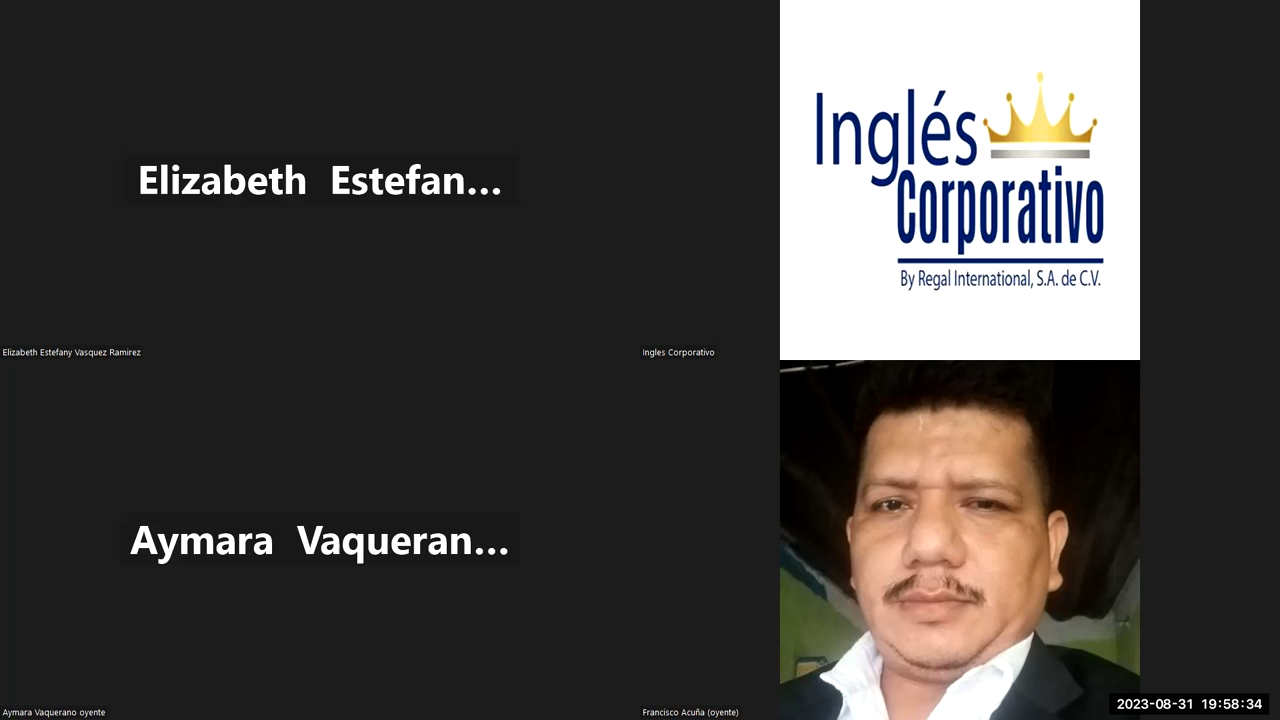 Elizabeth Estefan...
Elizabeth Estefany Vasquez Ramirez
Inglés
Corporativo
By Regal International, S.A. de C.V.
Ingles Corporativo
Aymara Vaqueran...
Aymara Vaquerano oyente
Francisco Acuña (oyente)
2023-08-31 19:58:34